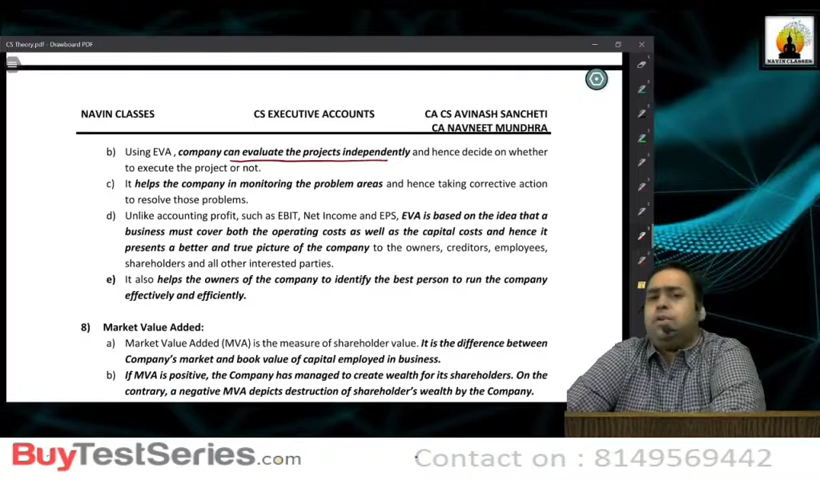 CS Theory.pdf - Drawboard PDF
NAVIN CLASSES
NAVIN CLASSES CS EXECUTIVE ACCOUNTS CA CS AVINASH SANCHETI
CA NAVNEET MUNDHRA
b) Using EVA , company can evaluate the projects independently and hence decide on whether
to execute the project or not.
c) It helps the company in monitoring the problem areas and hence taking corrective action
to resolve those problems.
d) Unlike accounting profit, such as EBIT, Net Income and EPS, EVA is based on the idea that a
business must cover both the operating costs as well as the capital costs and hence it
presents a better and true picture of the company to the owners, creditors, employees,
shareholders and all other interested parties.
e) It also helps the owners of the company to identify the best person to run the company
effectively and efficiently.
8) Market Value Added:
a) Market Value Added (MVA) is the measure of shareholder value. It is the difference between
Company's market and book value of capital employed in business.
b) If MVA is positive, the Company has managed to create wealth for its shareholders. On the
contrary, a negative MVA depicts destruction of shareholder's wealth by the Company.
BuyTestSeries.com Contact on : 8149569442